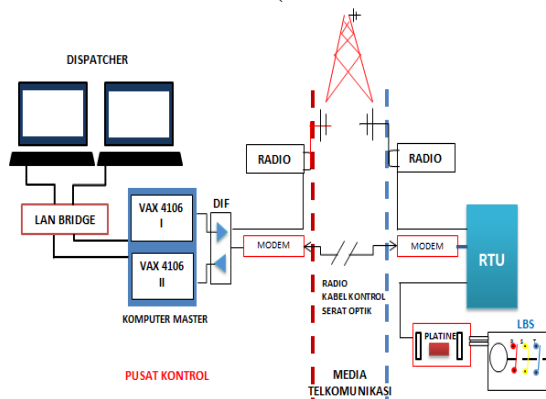 DISPATCHER
RADIO
RADIO
LAN BRIDGE
VAX 4106
I
DIF
VAX 4106
II
MODEM
MODEM
RTU
KOMPUTER MASTER
RADIO
KABEL KONTROL
SERAT OPTIK
PLATINE
LBS
R S T
PUSAT KONTROL
MEDIA
TELKOMUNIKASI